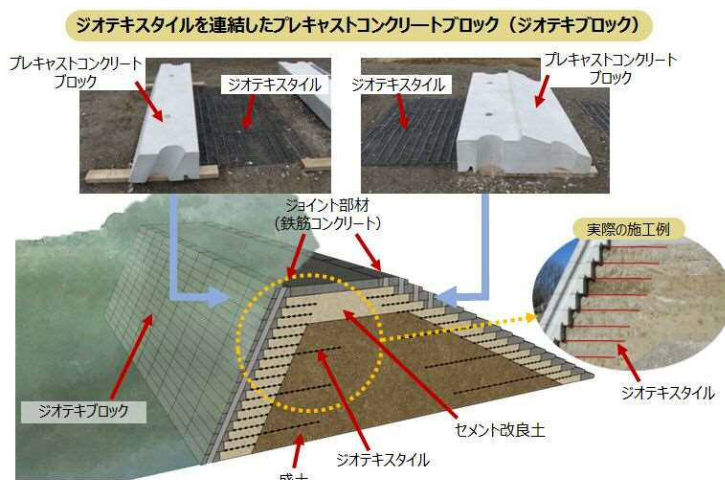 ジオテキスタイルを連結したプレキャストコンクリートブロック（ジオテキブロック）
プレキャストコンクリート
ブロック
ジオテキスタイル
ジオテキスタイル
プレキャストコンクリート
ブロック
ジョイント部材
（鉄筋コンクリート）
実際の施工例
ジオテキブロック
セメント改良土
ジオテキスタイル
ジオテキスタイル
盛土